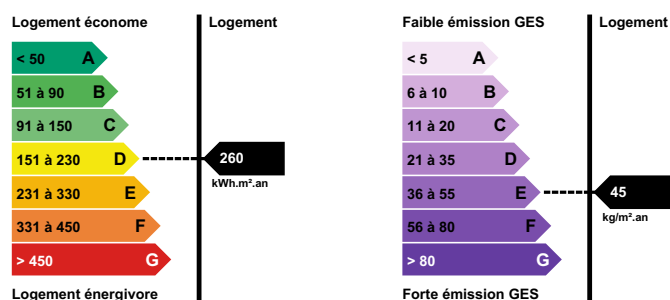 Logement économe
Logement
< 50 A
51 à 90 B
91 à 150 C
151 à 230 D
231 à 330 E
331 à 450 F
> 450 G
260
kWh.m².an
Logement énergivore
Faible émission GES
Logement
< 5 A
6 à 10 B
11 à 20 C
21 à 35 D
36 à 55 E
56 à 80 F
> 80 G
45
kg/m².an
Forte émission GES